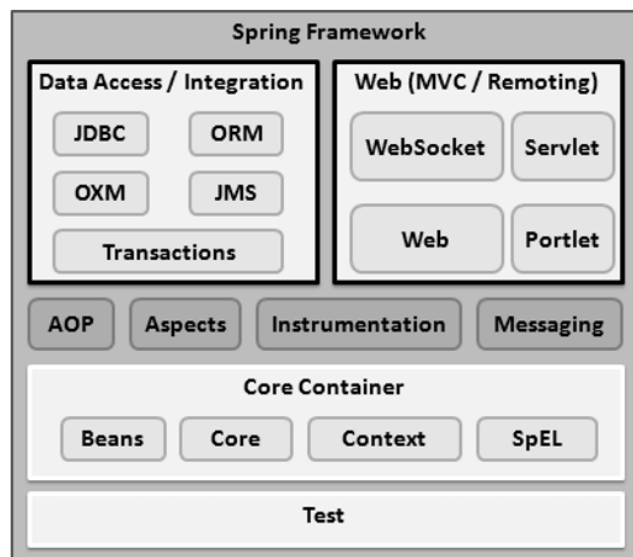 Spring Framework
Data Access / Integration
JDBC
ORM
OXM
JMS
Transactions
Web (MVC / Remoting)
WebSocket
Servlet
Web
Portlet
AOP
Aspects
Instrumentation
Messaging
Core Container
Beans
Core
Context
SpEL
Test